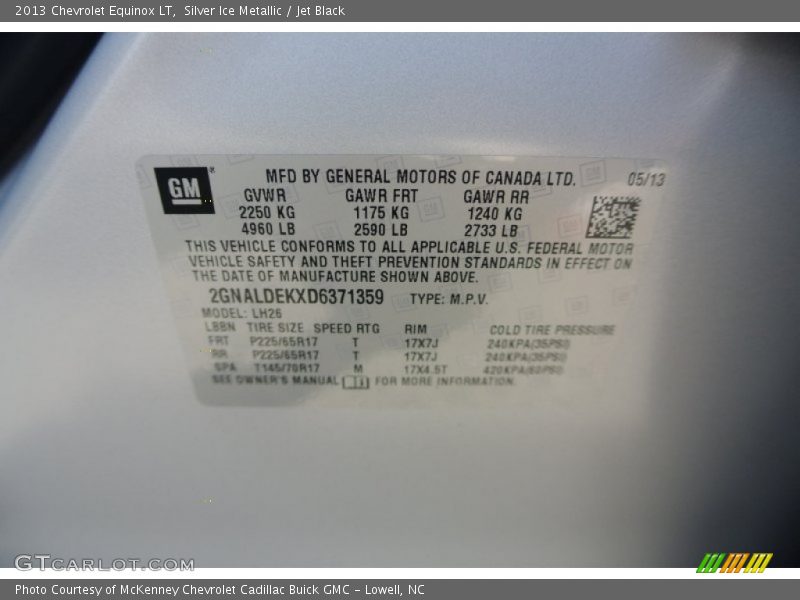 2013 Chevrolet Equinox LT,  Silver Ice Metallic / Jet Black
GM®
MFD BY GENERAL MOTORS OF CANADA LTD.
05/13
GVWR GAWR FRT GAWR RR
2250 KG 1175 KG 1240 KG
4960 LB 2590 LB 2733 LB
THIS VEHICLE CONFORMS TO ALL APPLICABLE U.S. FEDERAL MOTOR
VEHICLE SAFETY AND THEFT PREVENTION STANDARDS IN EFFECT ON
THE DATE OF MANUFACTURE SHOWN ABOVE.
2GNALDEKXD6371359 TYPE: M.P.V.
MODEL: LH26
LBBN TIRE SIZE SPEED RTG RIM COLD TIRE PRESSURE
FRT P225/65R17 T 17X7J 240KPA(35PSI)
RR P225/65R17 T 17X7J 240KPA(35PSI)
SPA T145/70R17 M 17X4.5T 420KPA(60PSI)
SEE OWNER'S MANUAL FOR MORE INFORMATION.
GTCARLOT.COM
Photo Courtesy of McKenney Chevrolet Cadillac Buick GMC – Lowell, NC